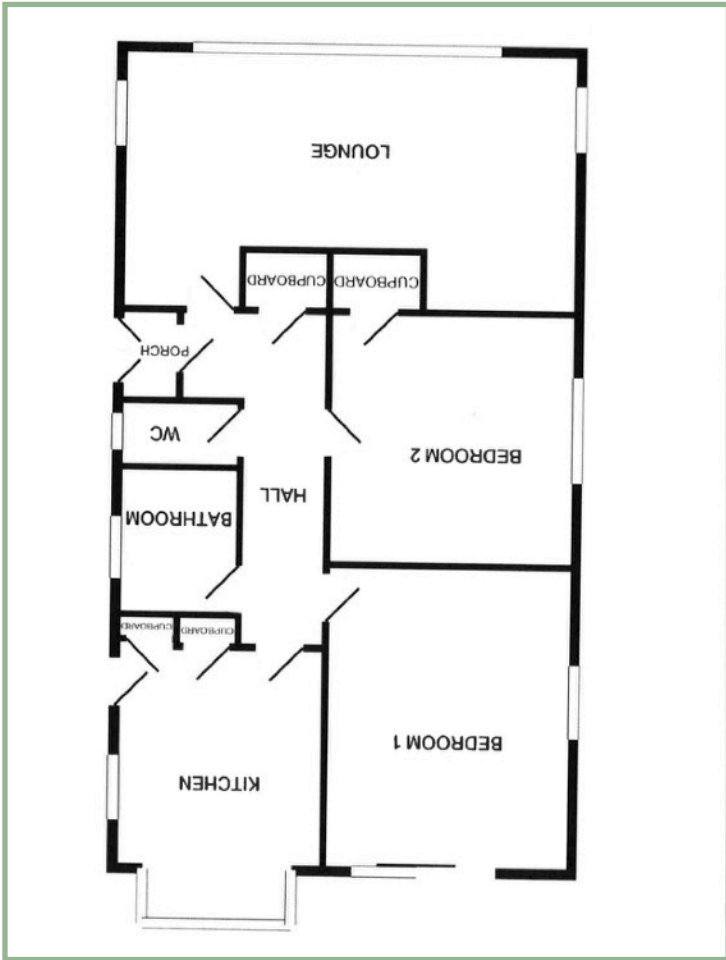 LOUNGE
CUPBOARD
CUPBOARD
PORCH
WC
BEDROOM 2
HALL
BATHROOM
CUPBOARD
CUPBOARD
BEDROOM 1
KITCHEN